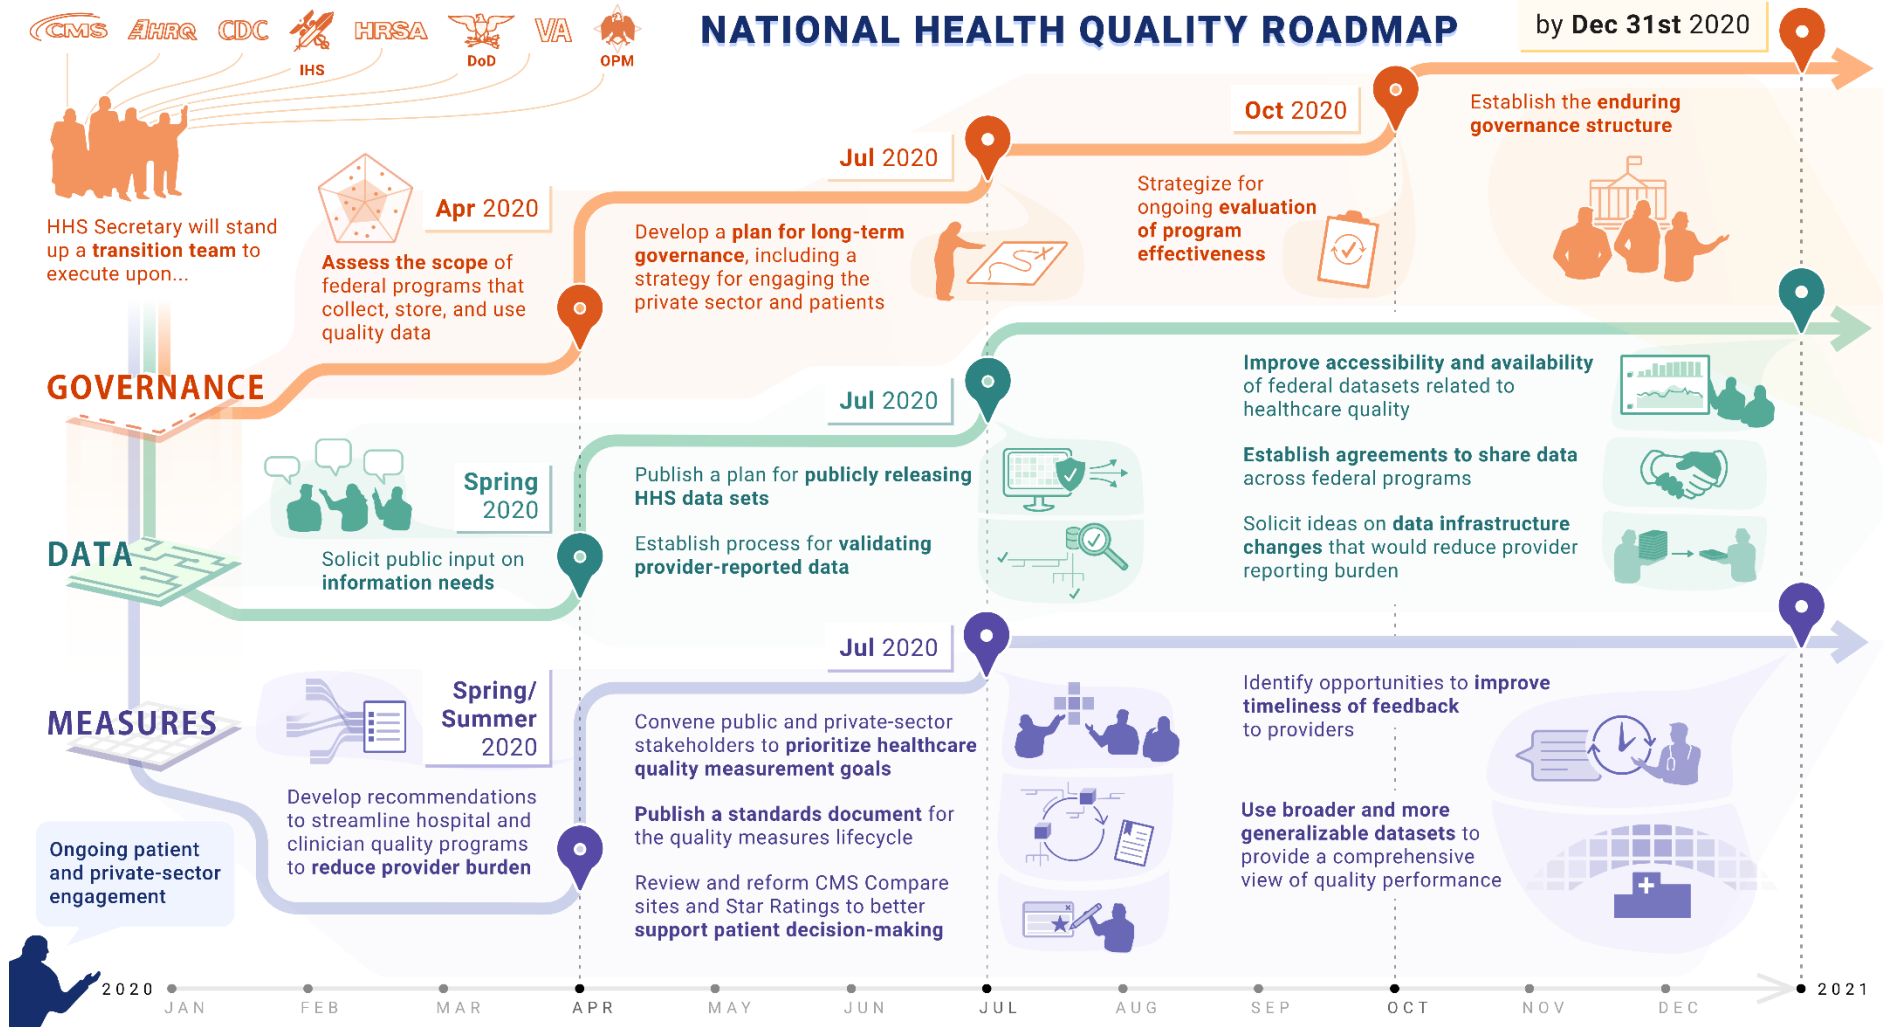 CMS
AHRQ
CDC
IHS
HRSA
DoD
VA
OPM
NATIONAL HEALTH QUALITY ROADMAP
by Dec 31st 2020
HHS Secretary will stand
up a transition team to
execute upon...
GOVERNANCE
Apr 2020
Assess the scope of
federal programs that
collect, store, and use
quality data
Jul 2020
Develop a plan for long-term
governance, including a
strategy for engaging the
private sector and patients
Oct 2020
Strategize for
ongoing evaluation
of program
effectiveness
Establish the enduring
governance structure
DATA
Spring
2020
Solicit public input on
information needs
Jul 2020
Publish a plan for publicly releasing
HHS data sets
Establish process for validating
provider-reported data
Improve accessibility and availability
of federal datasets related to
healthcare quality
Establish agreements to share data
across federal programs
Solicit ideas on data infrastructure
changes that would reduce provider
reporting burden
MEASURES
Spring/
Summer
2020
Develop recommendations
to streamline hospital and
clinician quality programs
to reduce provider burden
Jul 2020
Convene public and private-sector
stakeholders to prioritize healthcare
quality measurement goals
Publish a standards document for
the quality measures lifecycle
Review and reform CMS Compare
sites and Star Ratings to better
support patient decision-making
Identify opportunities to improve
timeliness of feedback
to providers
Use broader and more
generalizable datasets to
provide a comprehensive
view of quality performance
Ongoing patient
and private-sector
engagement
2020
JAN FEB MAR APR MAY JUN JUL AUG SEP OCT NOV DEC
2021